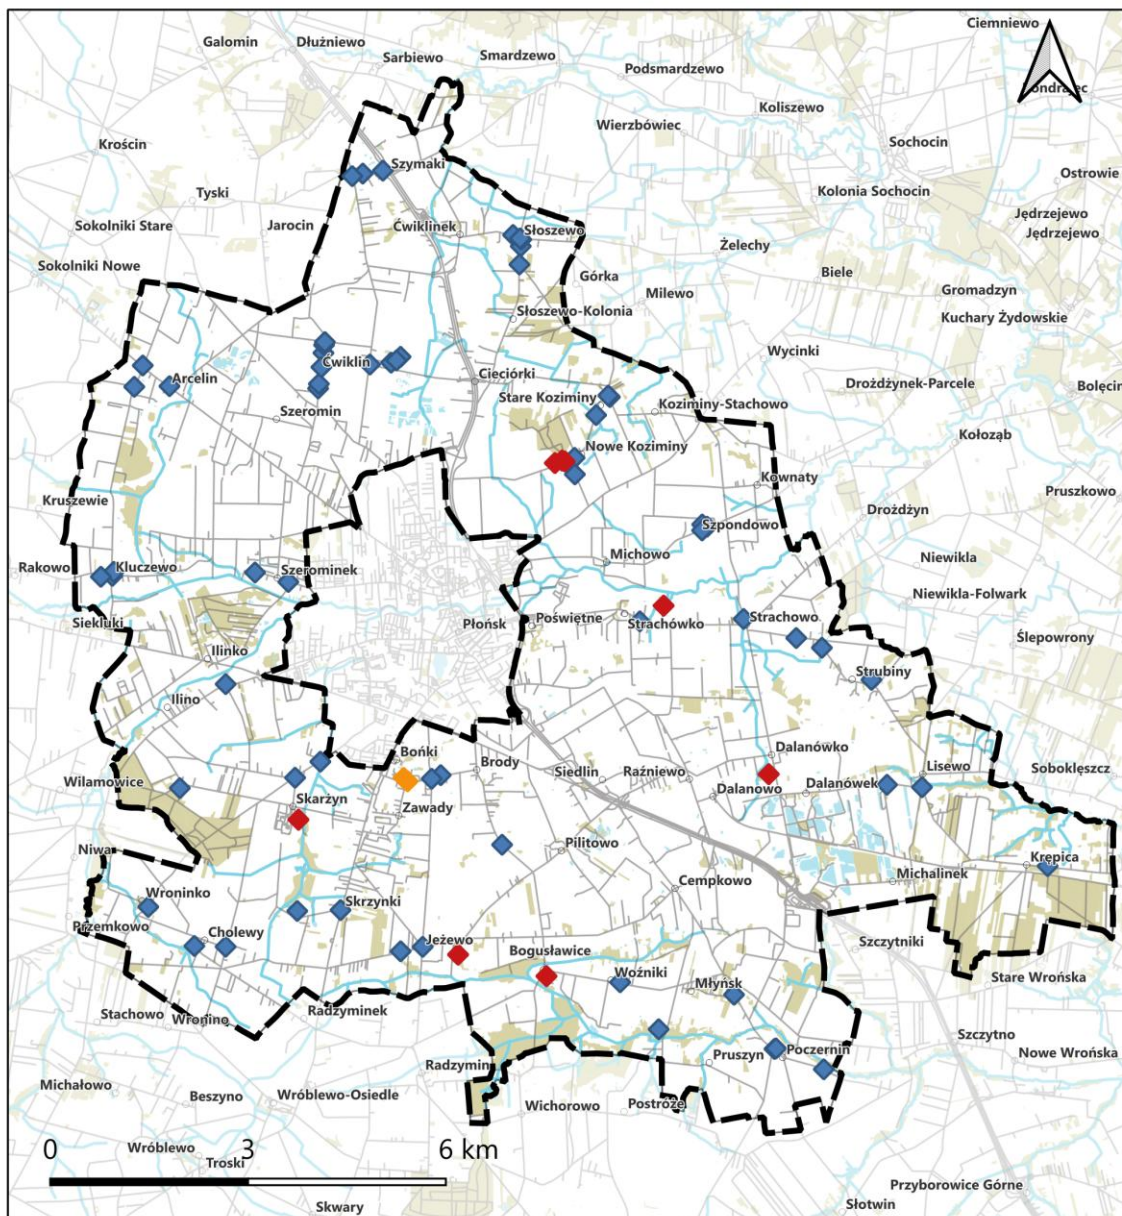 Ciemniewo
Galomin
Dłużniewo
Sarbiewo
Smardzewo
Podsmardzewo
Koliszewo
Wierzbówiec
Krościn
Sochocin
Szymaki
Ostrowie
Tyski
Kolonia Sochocin
Jędrzejewo
Sokolniki Stare
Jarocin
Ćwiklinek
Słoszewo
Jędrzejewo
Żelechy
Sokolniki Nowe
Górka
Biele
Milewo
Gromadzyn
Słoszewo-Kolonia
Kuchary Żydowskie
Wycinki
Ćwiklin
Arcelin
Cieciórki
Drożdżynek-Parcele
Bolęcin
Stare Koziminy
Szeromin
Koziminy-Stachowo
Nowe Koziminy
Kołoząb
Kownaty
Kruszewie
Pruszkowo
Drożdżyn
Szpondowo
Michowo
Niewikla
Rakowo
Kluczewo
Szerominek
Niewikla-Folwark
Siekluki
Płońsk
Poświętne
Strachówko
Strachowo
Ślepowrony
Ilinko
Strubiny
Ilino
Bońki
Dalanówko
Brody
Siedlin
Raźniewo
Lisewo
Soboklęszcz
Wilamowice
Dalanowo
Dalanówek
Skarżyn
Zawady
Niwa
Pilitowo
Krępica
Cempkowo
Michalinek
Wroninko
Skrzynki
Przemkowo
Cholewy
Jeżewo
Bogusławice
Szczytniki
Woźniki
Stare Wrońska
Młyńsk
Stachowo
Radzyminek
Wronino
Szczytno
Poczernin
Nowe Wrońska
Radzymin
Pruszyn
Michałowo
Beszyno
Wróblewo-Osiedle
Wichorowo
Postróże
0 3 6 km
Wróblewo
Troski
Przyborowice Górne
Skwary
Słotwin